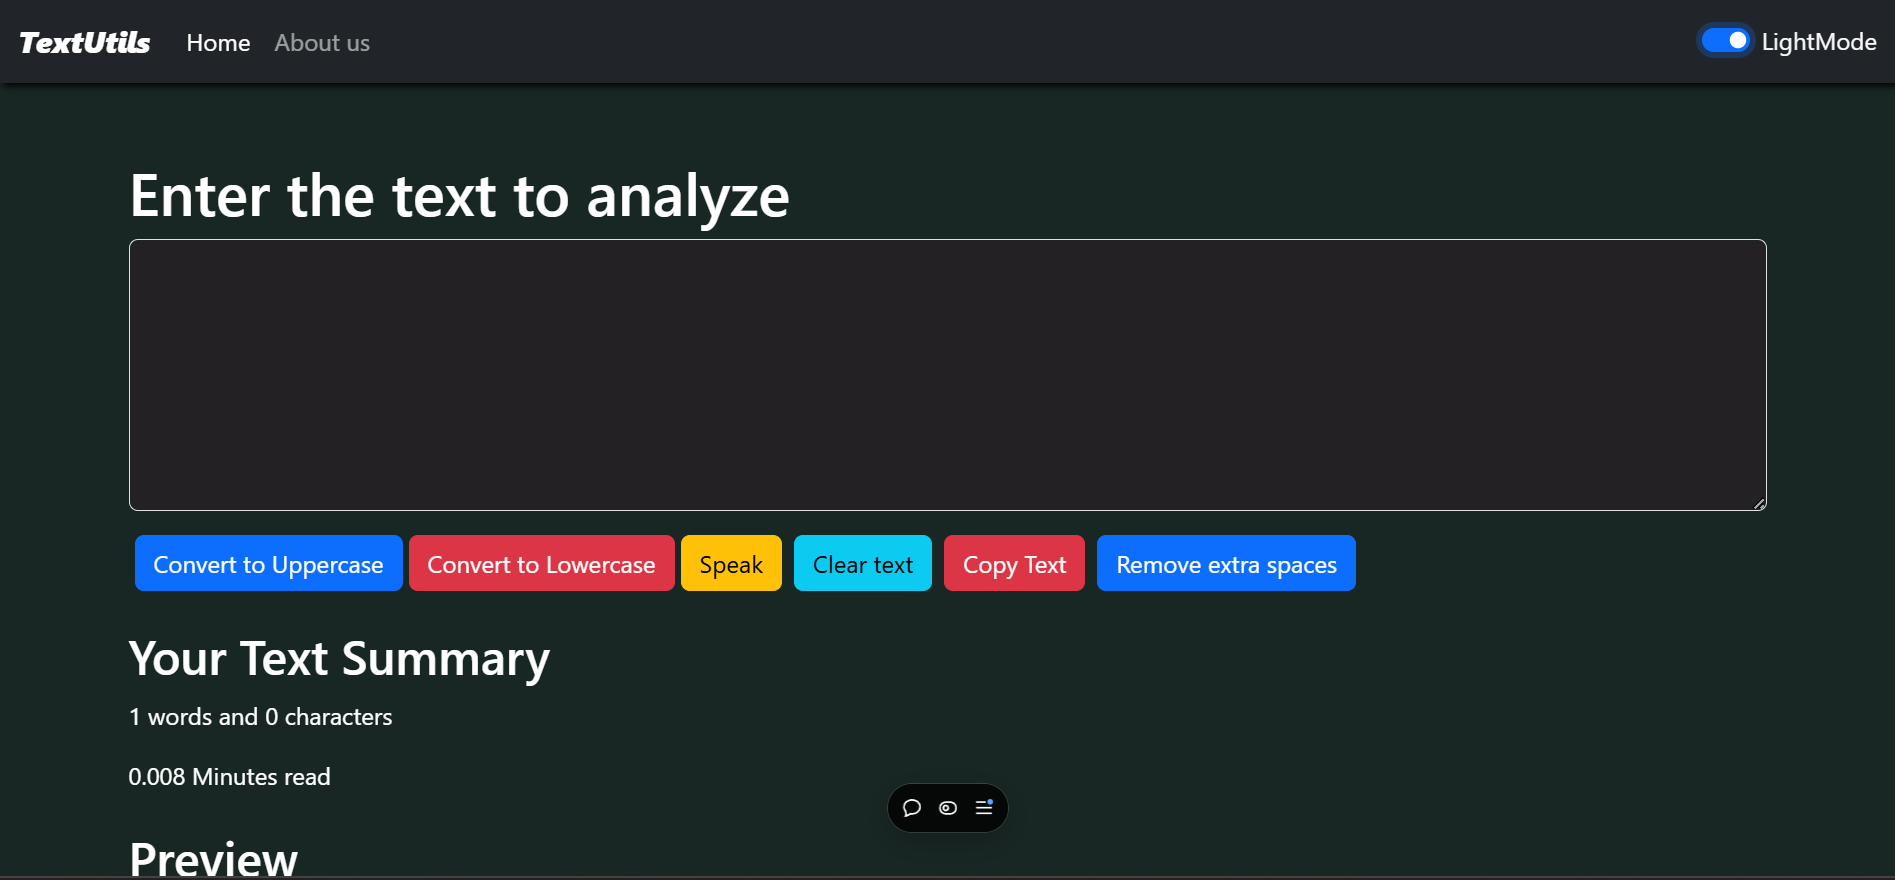 TextUtils Home About us LightMode
Enter the text to analyze
Convert to Uppercase Convert to Lowercase Speak Clear text Copy Text Remove extra spaces
Your Text Summary
1 words and 0 characters
0.008 Minutes read
Preview